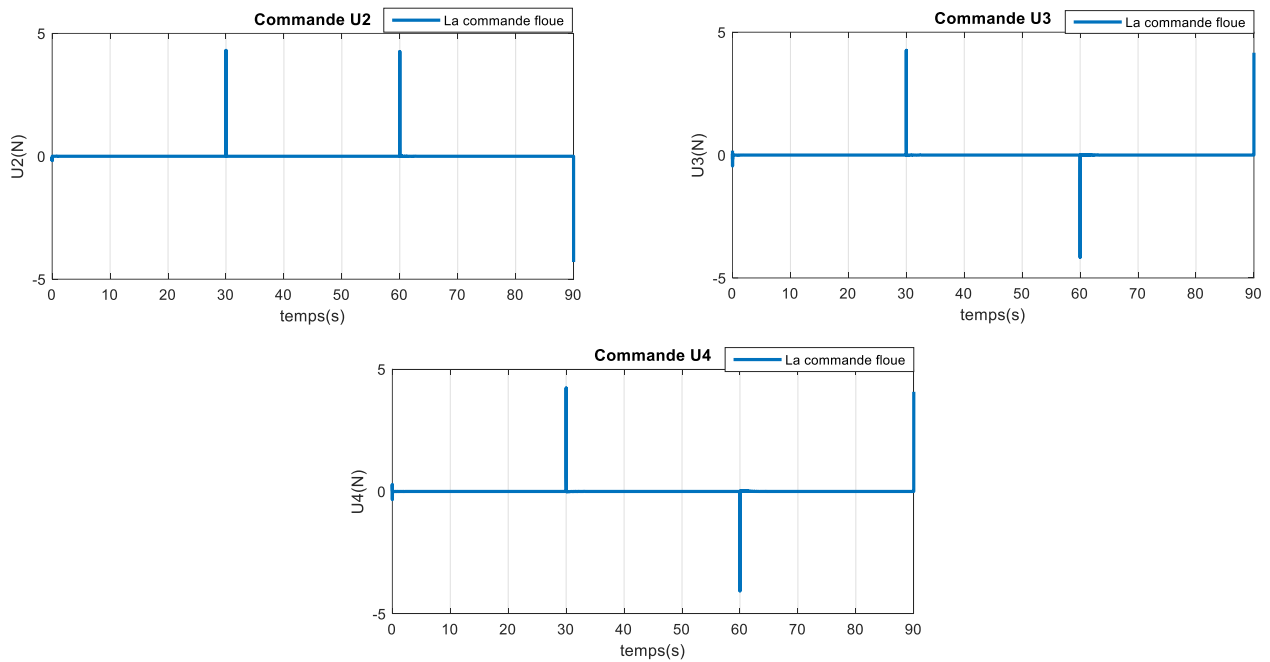 Commande U2
La commande floue
5
0
-5
U2(N)
0 10 20 30 40 50 60 70 80 90
temps(s)
Commande U3
La commande floue
5
0
-5
U3(N)
0 10 20 30 40 50 60 70 80 90
temps(s)
Commande U4
La commande floue
5
0
-5
U4(N)
0 10 20 30 40 50 60 70 80 90
temps(s)